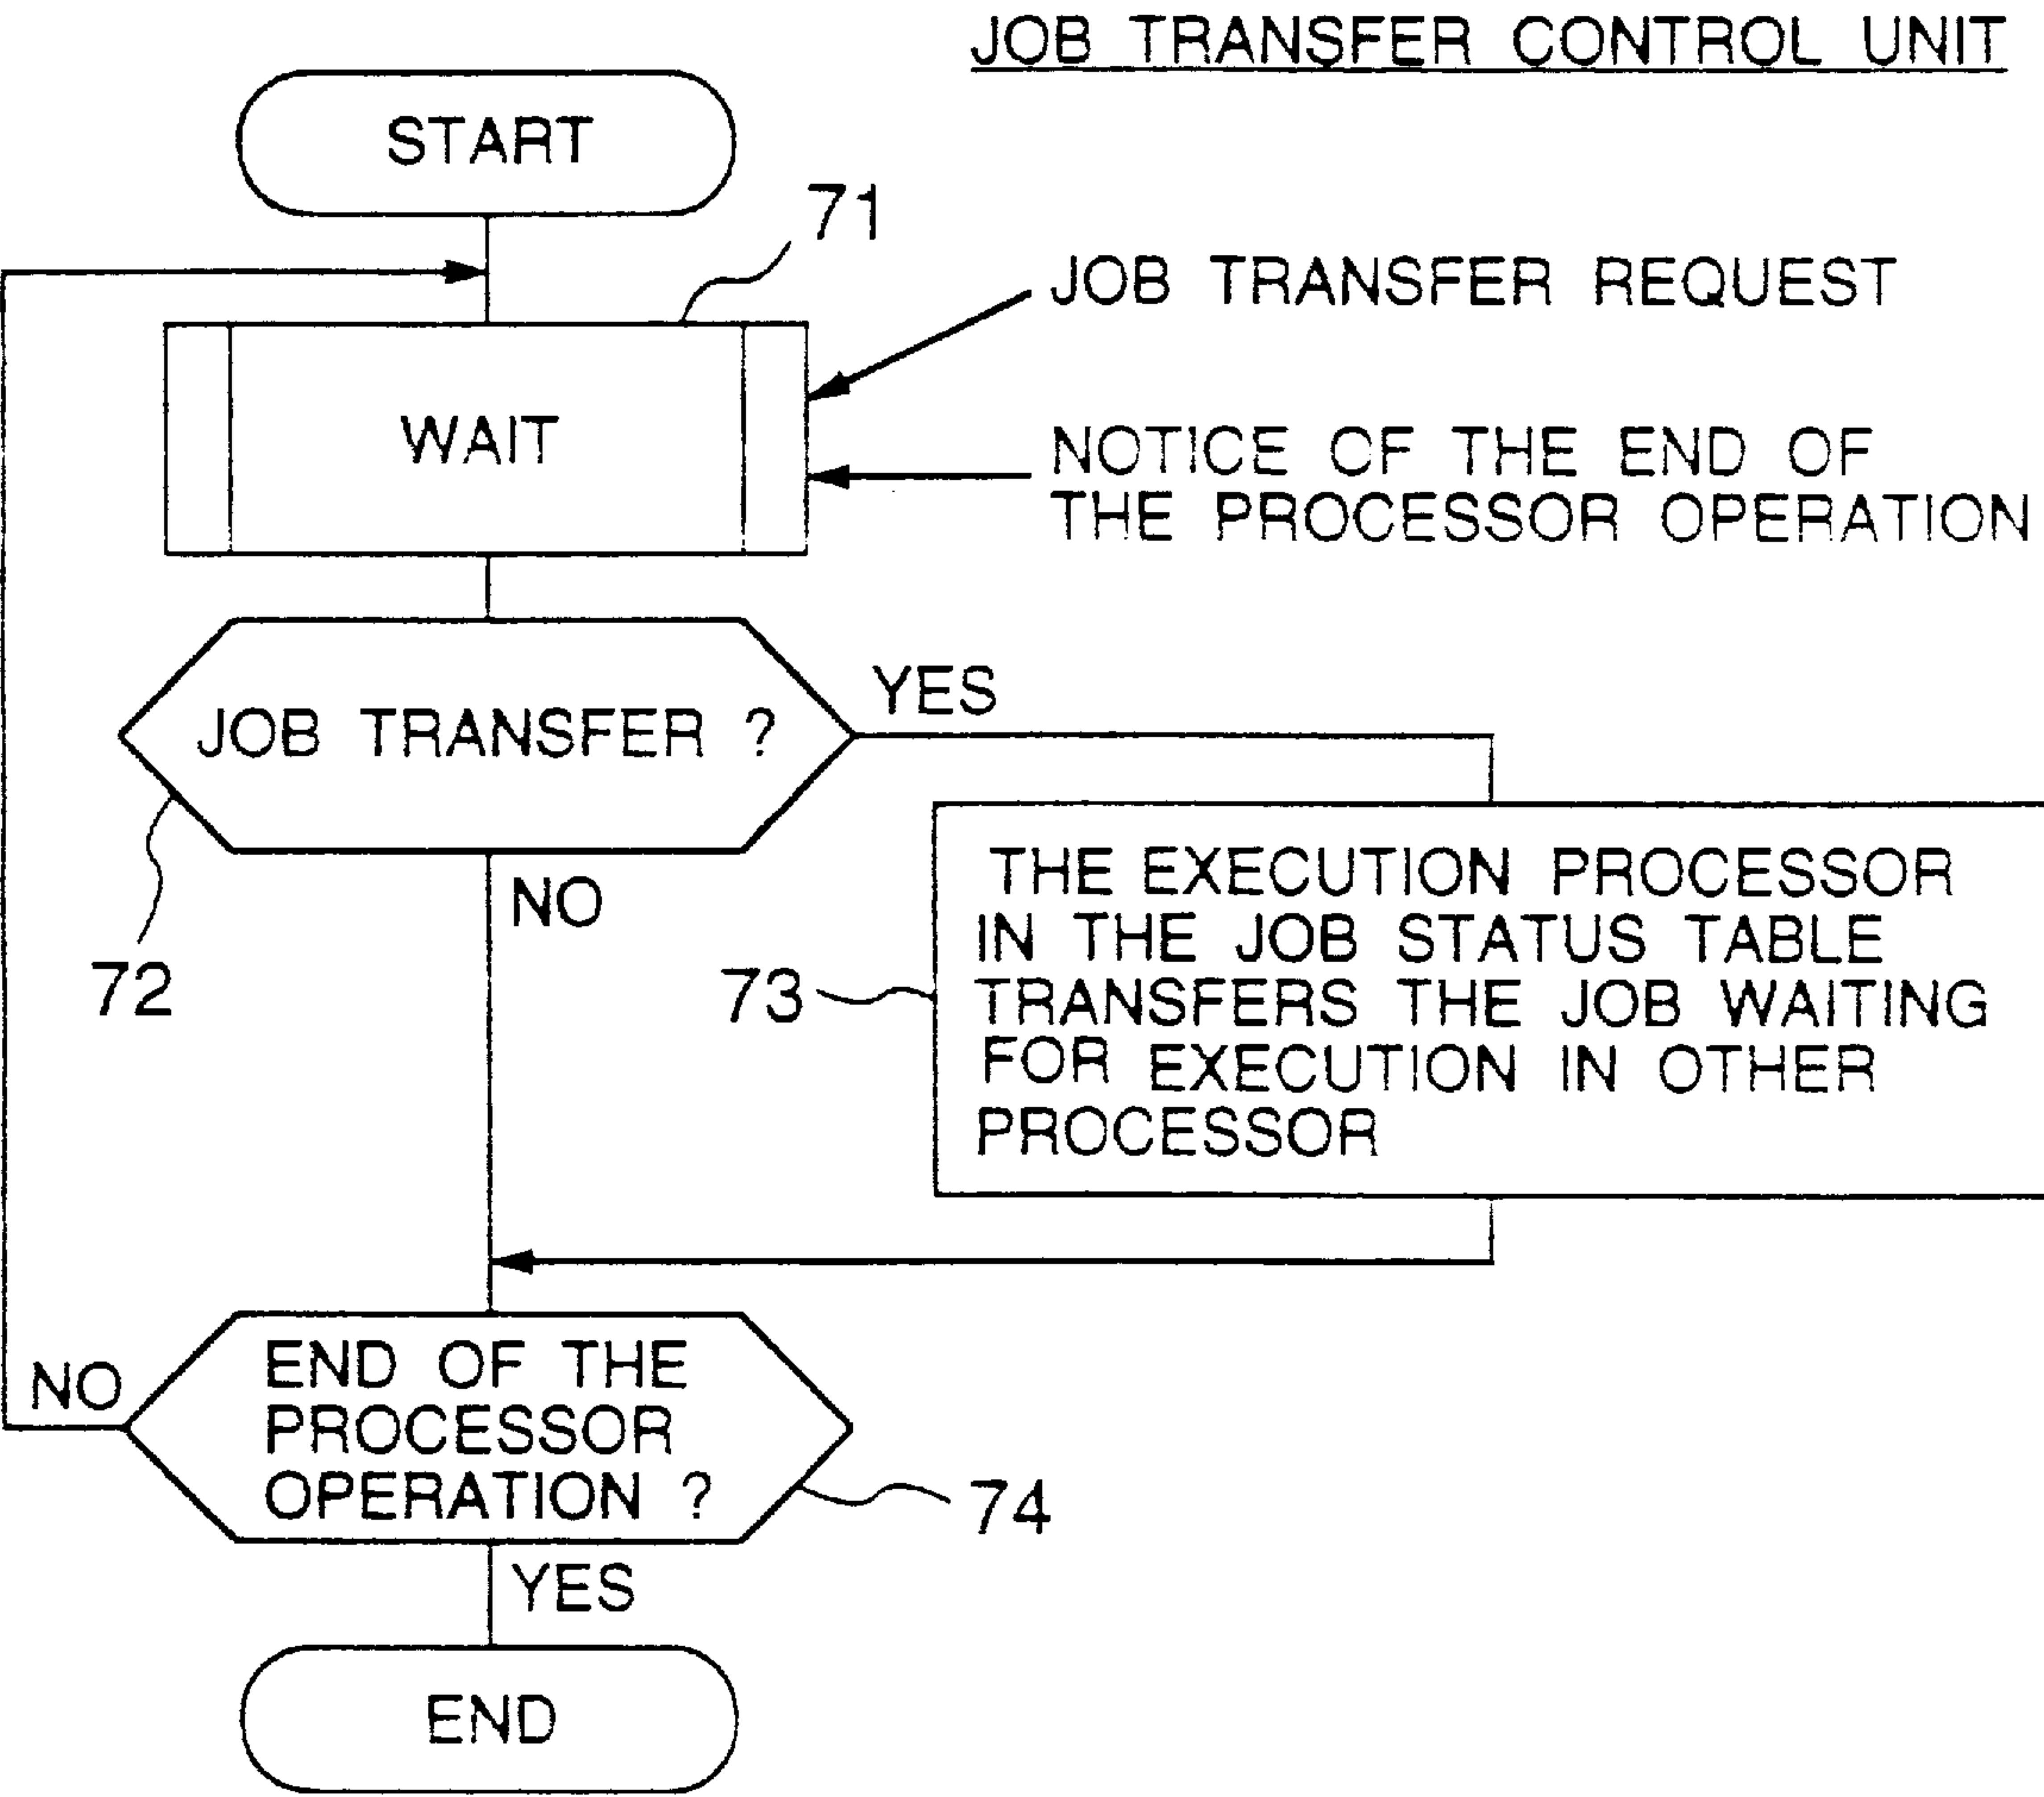 JOB TRANSFER CONTROL UNIT
START
71
JOB TRANSFER REQUEST
WAIT
NOTICE OF THE END OF
THE PROCESSOR OPERATION
JOB TRANSFER ?
YES
72
NO
73
THE EXECUTION PROCESSOR
IN THE JOB STATUS TABLE
TRANSFERS THE JOB WAITING
FOR EXECUTION IN OTHER
PROCESSOR
NO
END OF THE
PROCESSOR
OPERATION ?
74
YES
END